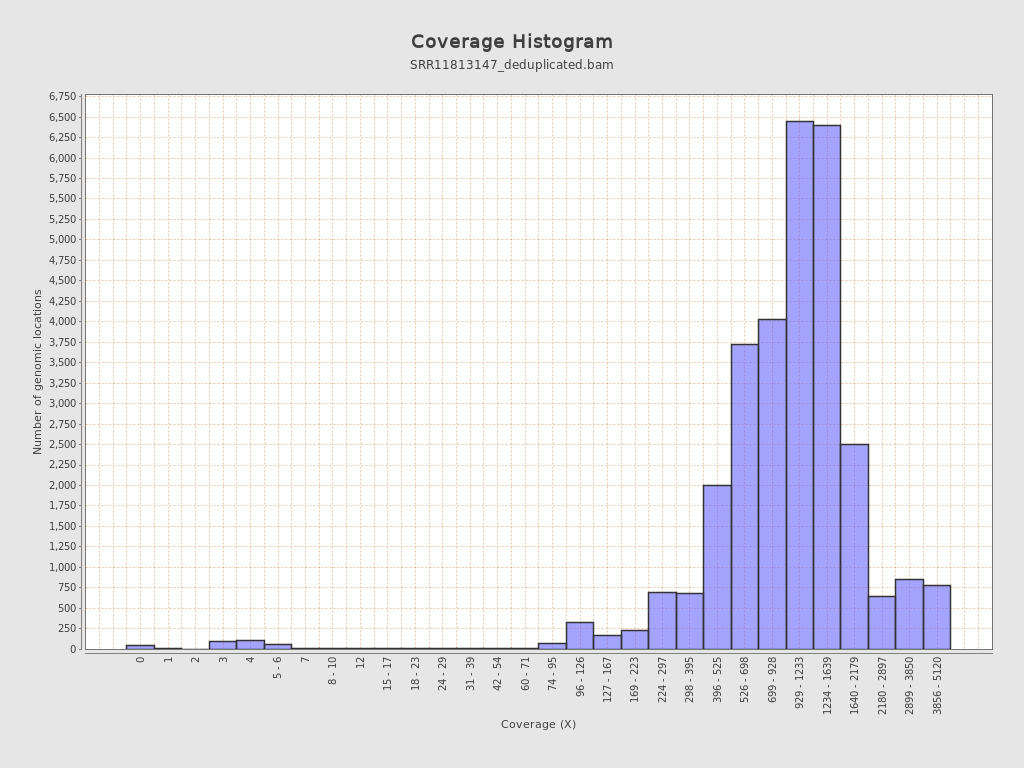 Coverage Histogram
SRR11813147_deduplicated.bam
6,750
6,500
6,250
6,000
5,750
5,500
5,250
5,000
4,750
4,500
4,250
4,000
3,750
3,500
3,250
3,000
2,750
2,500
2,250
2,000
1,750
1,500
1,250
1,000
750
500
250
0
Number of genomic locations
0
1
2
3
4
5 - 6
7
8 - 10
12
15 - 17
18 - 23
24 - 29
31 - 39
42 - 54
60 - 71
74 - 95
96 - 126
127 - 167
169 - 223
224 - 297
298 - 395
396 - 525
526 - 698
699 - 928
929 - 1233
1234 - 1639
1640 - 2179
2180 - 2897
2899 - 3850
3856 - 5120
Coverage (X)